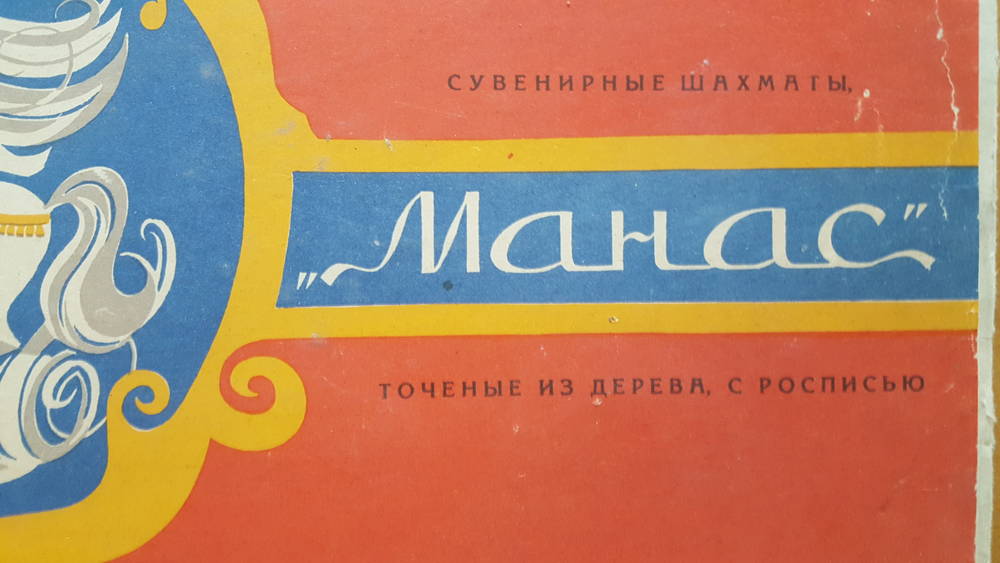 СУВЕНИРНЫЕ ШАХМАТЫ,
„Манас”
ТОЧЕНЫЕ ИЗ ДЕРЕВА, С РОСПИСЬЮ